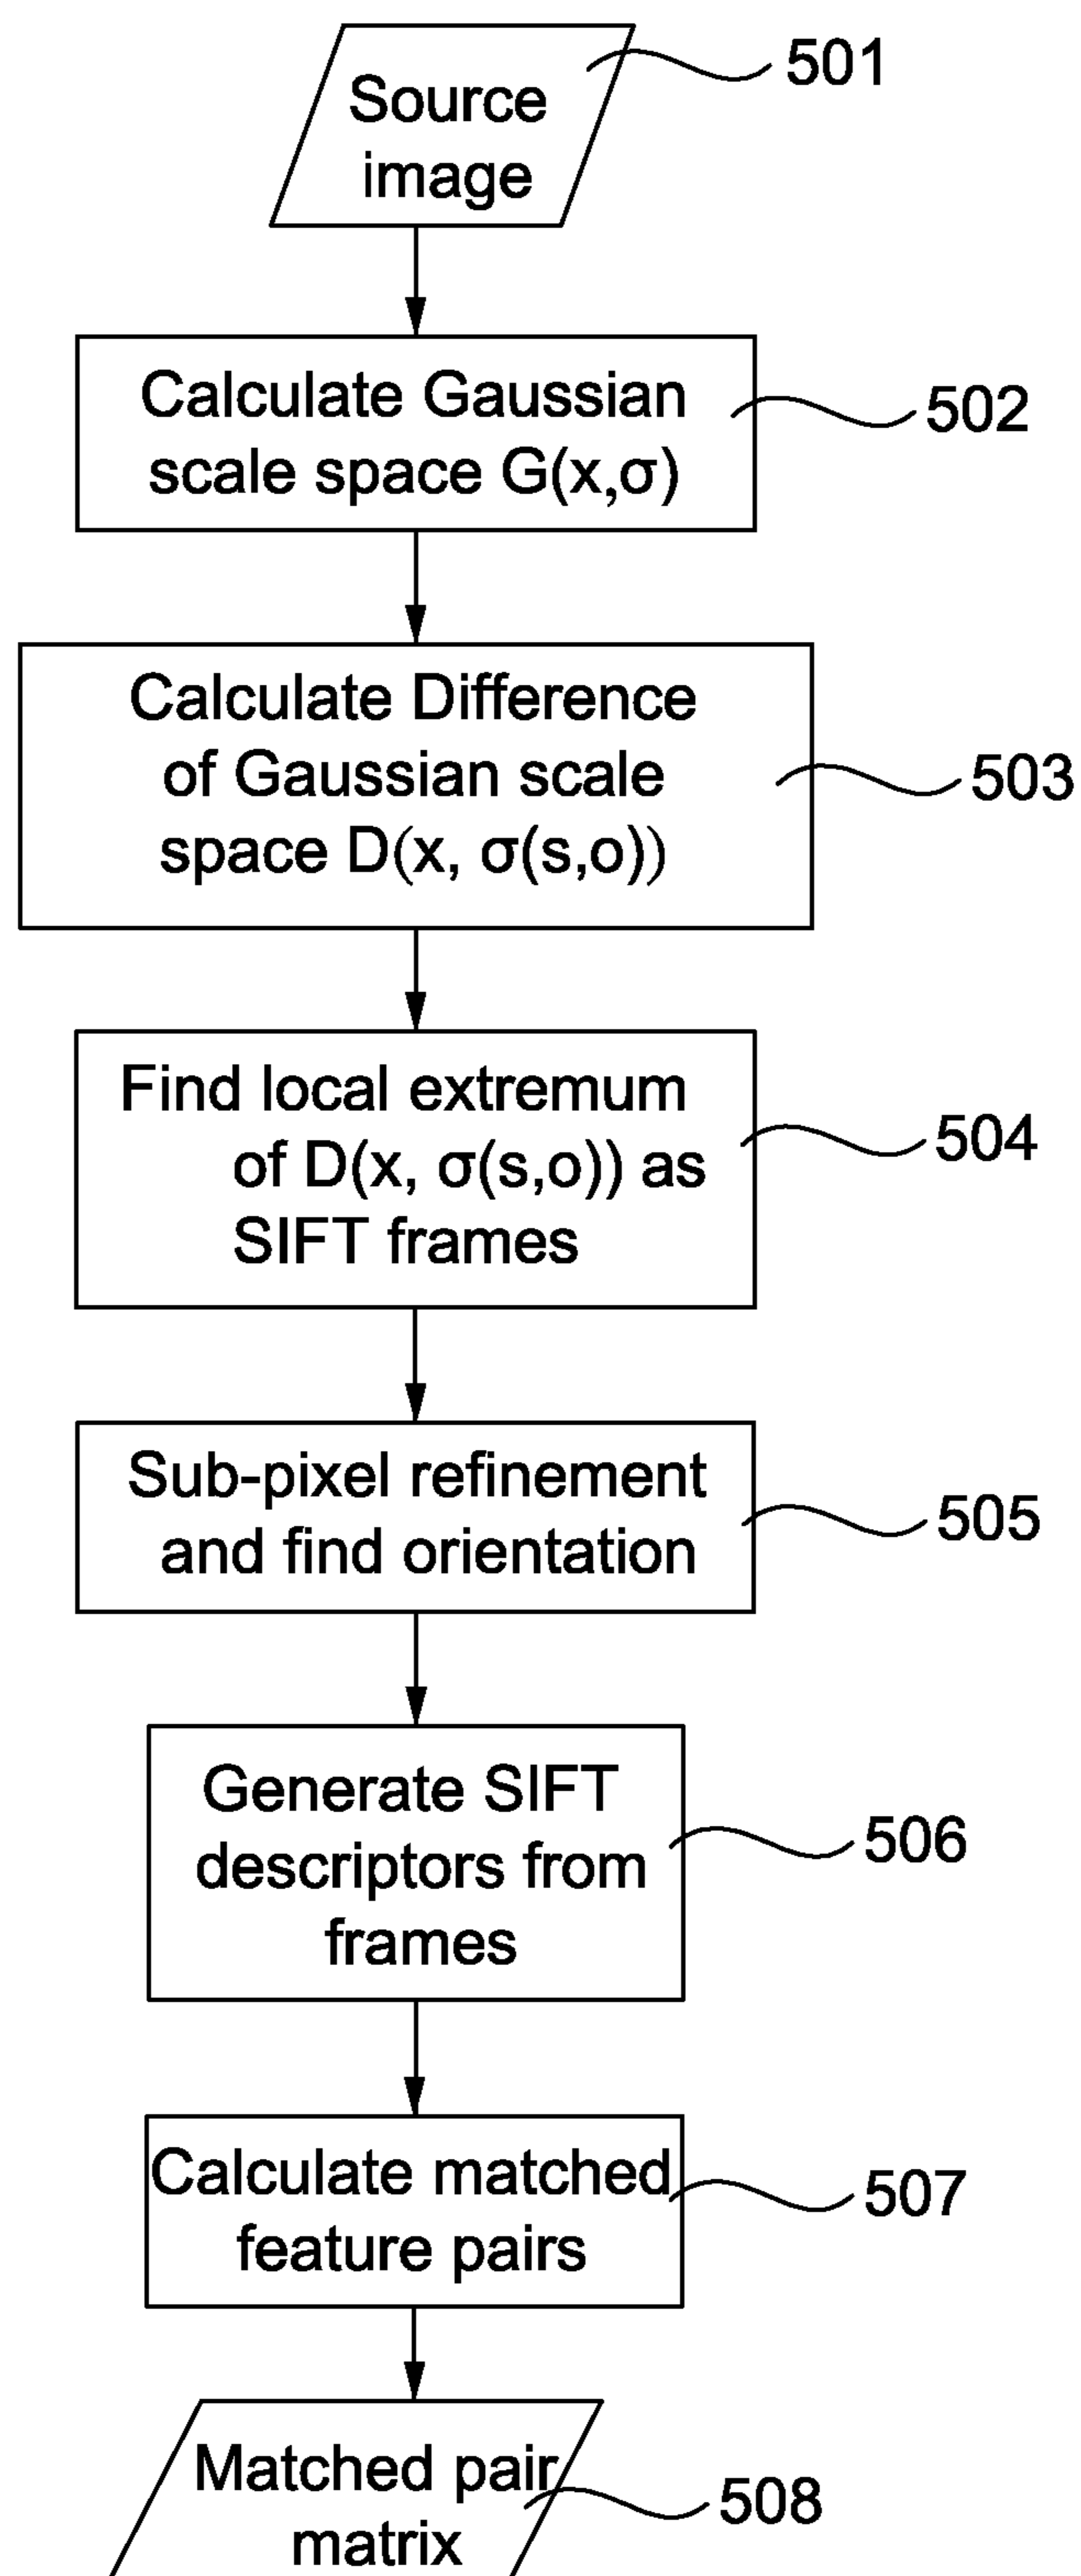 Source
image
501
Calculate Gaussian
scale space G(x,σ)
502
Calculate Difference
of Gaussian scale
space D(x, σ(s,o))
503
Find local extremum
of D(x, σ(s,o)) as
SIFT frames
504
Sub-pixel refinement
and find orientation
505
Generate SIFT
descriptors from
frames
506
Calculate matched
feature pairs
507
Matched pair
matrix
508